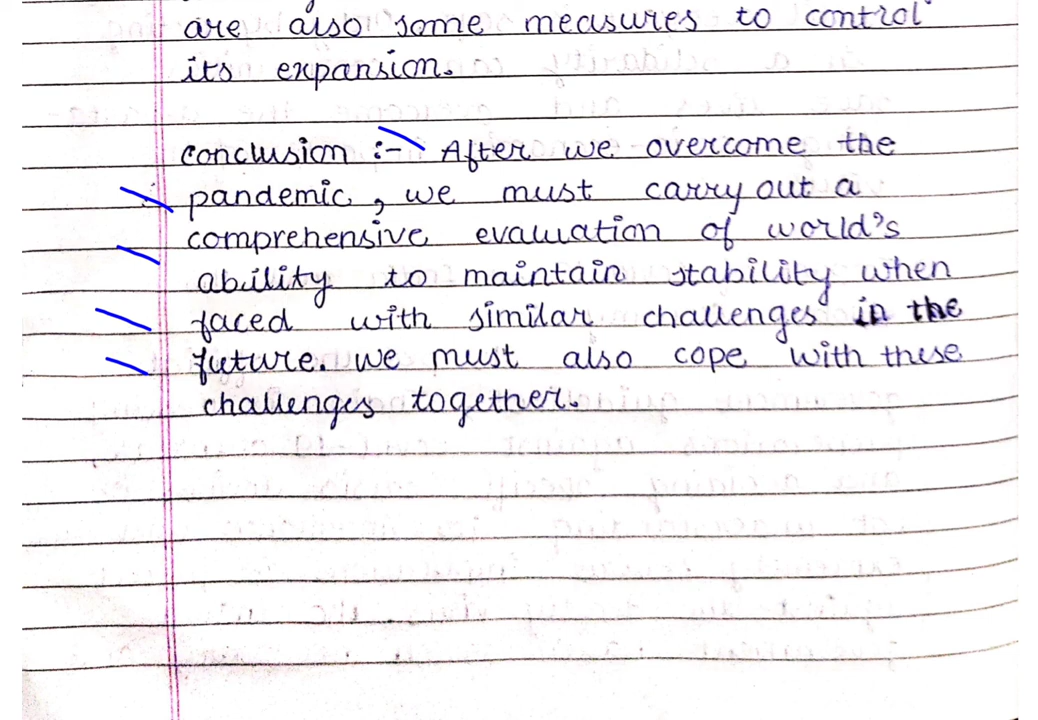 are also some measures to control
its expansion.
conclusion :- After we overcome the
pandemic, we must carry out a
comprehensive evaluation of world's
ability to maintain stability when
faced with similar challenges in the
future. we must also cope with these
challenges together.